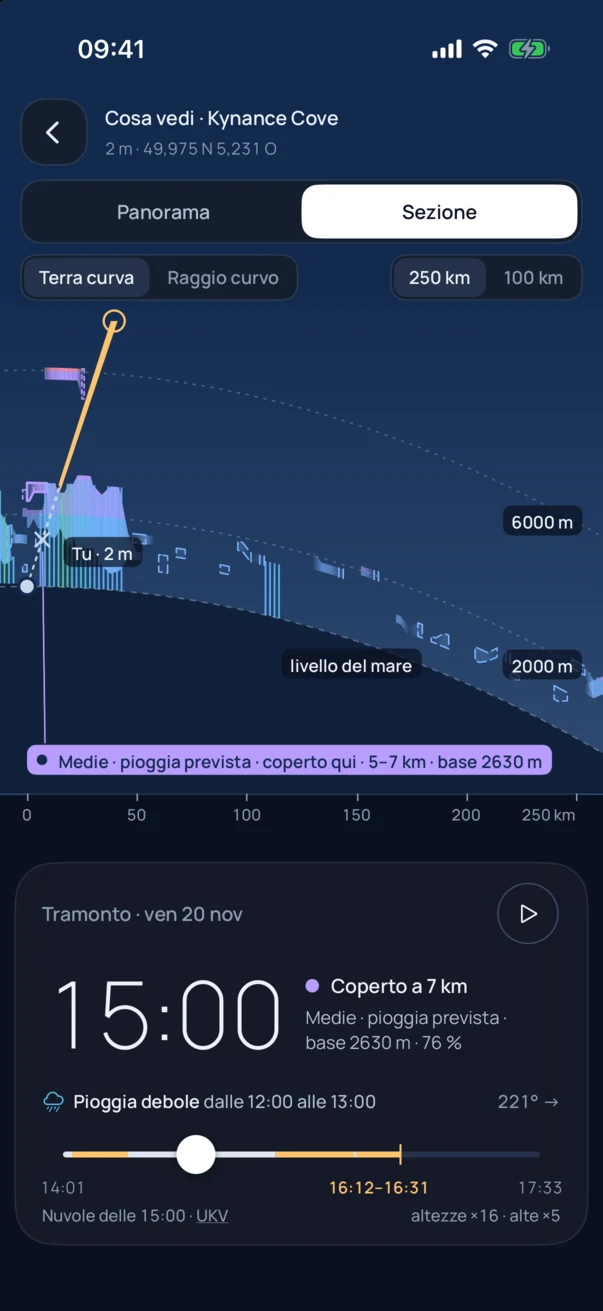 09:41
Cosa vedi · Kynance Cove
2 m · 49,975 N 5,231 O
Panorama
Sezione
Terra curva
Raggio curvo
250 km
100 km
6000 m
Tu · 2 m
livello del mare
2000 m
Medie · pioggia prevista · coperto qui · 5–7 km · base 2630 m
0
50
100
150
200
250 km
Tramonto · ven 20 nov
15:00
Coperto a 7 km
Medie · pioggia prevista ·
base 2630 m · 76 %
Pioggia debole dalle 12:00 alle 13:00
221° →
14:01
16:12–16:31
17:33
Nuvole delle 15:00 · UKV
altezze ×16 · alte ×5